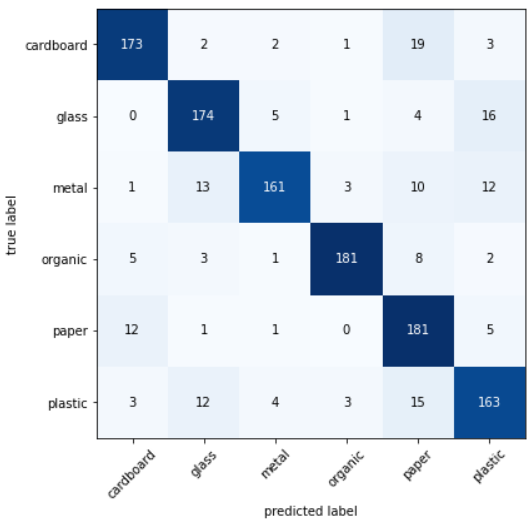 cardboard 173 2 2 1 19 3
glass 0 174 5 1 4 16
metal 1 13 161 3 10 12
organic 5 3 1 181 8 2
paper 12 1 1 0 181 5
plastic 3 12 4 3 15 163
cardboard glass metal organic paper plastic
true label
predicted label